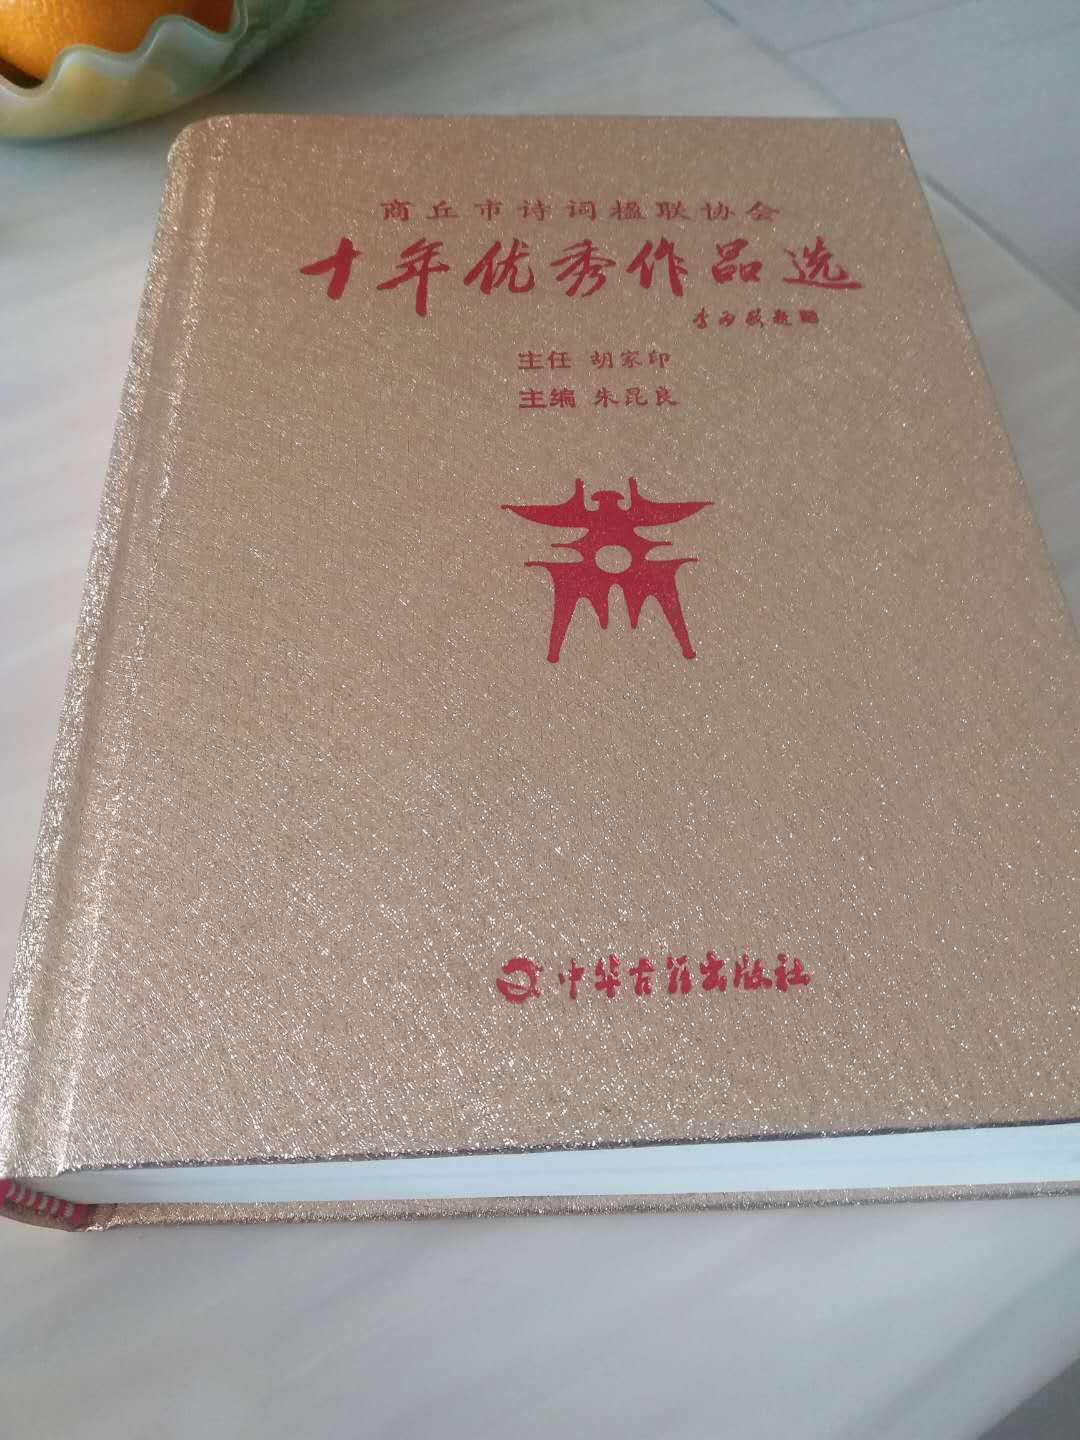 商丘市诗词楹联协会
十年优秀作品选
主任 胡家印
主编 朱昆良
中华古籍出版社